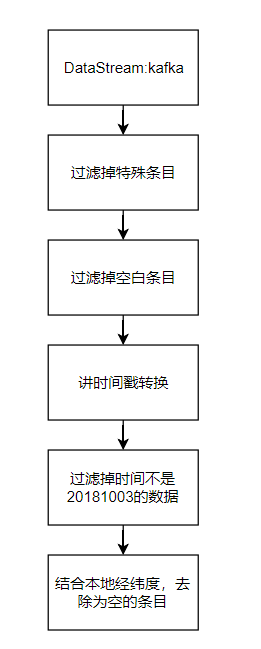 DataStream:kafka
过滤掉特殊条目
过滤掉空白条目
讲时间戳转换
过滤掉时间不是
20181003的数据
结合本地经纬度，去
除为空的条目